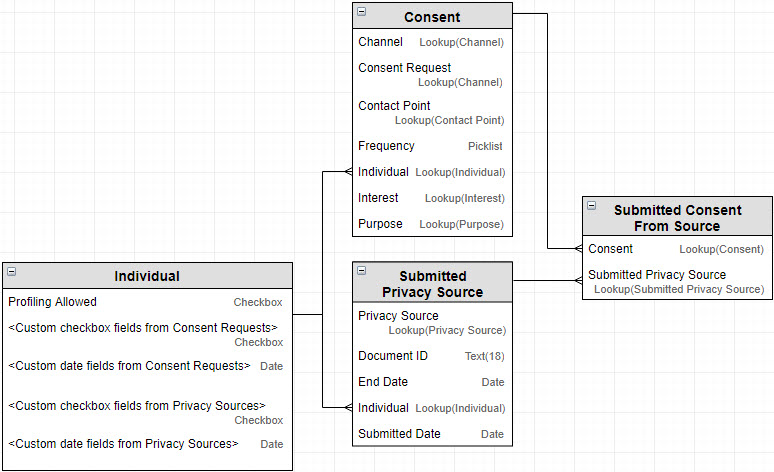 Consent
Channel Lookup(Channel)
Consent Request
Lookup(Channel)
Contact Point
Lookup(Contact Point)
Frequency Picklist
Individual Lookup(Individual)
Interest Lookup(Interest)
Purpose Lookup(Purpose)
Submitted Consent
From Source
Consent Lookup(Consent)
Submitted Privacy Source
Lookup(Submitted Privacy Source)
Individual
Profiling Allowed Checkbox
<Custom checkbox fields from Consent Requests>
Checkbox
<Custom date fields from Consent Requests> Date
<Custom checkbox fields from Privacy Sources>
Checkbox
<Custom date fields from Privacy Sources> Date
Submitted
Privacy Source
Privacy Source
Lookup(Privacy Source)
Document ID Text(18)
End Date Date
Individual Lookup(Individual)
Submitted Date Date